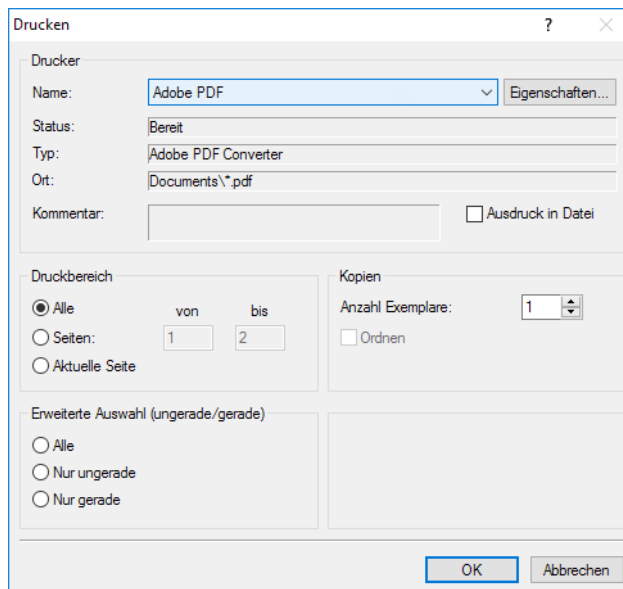 Drucken
Drucker
Name: Adobe PDF Eigenschaften...
Status: Bereit
Typ: Adobe PDF Converter
Ort: Documents\*.pdf
Kommentar: Ausdruck in Datei
Druckbereich
Alle von bis
Seiten: 1 2
Aktuelle Seite
Kopien
Anzahl Exemplare: 1
Ordnen
Erweiterte Auswahl (ungerade/gerade)
Alle
Nur ungerade
Nur gerade
OK Abbrechen